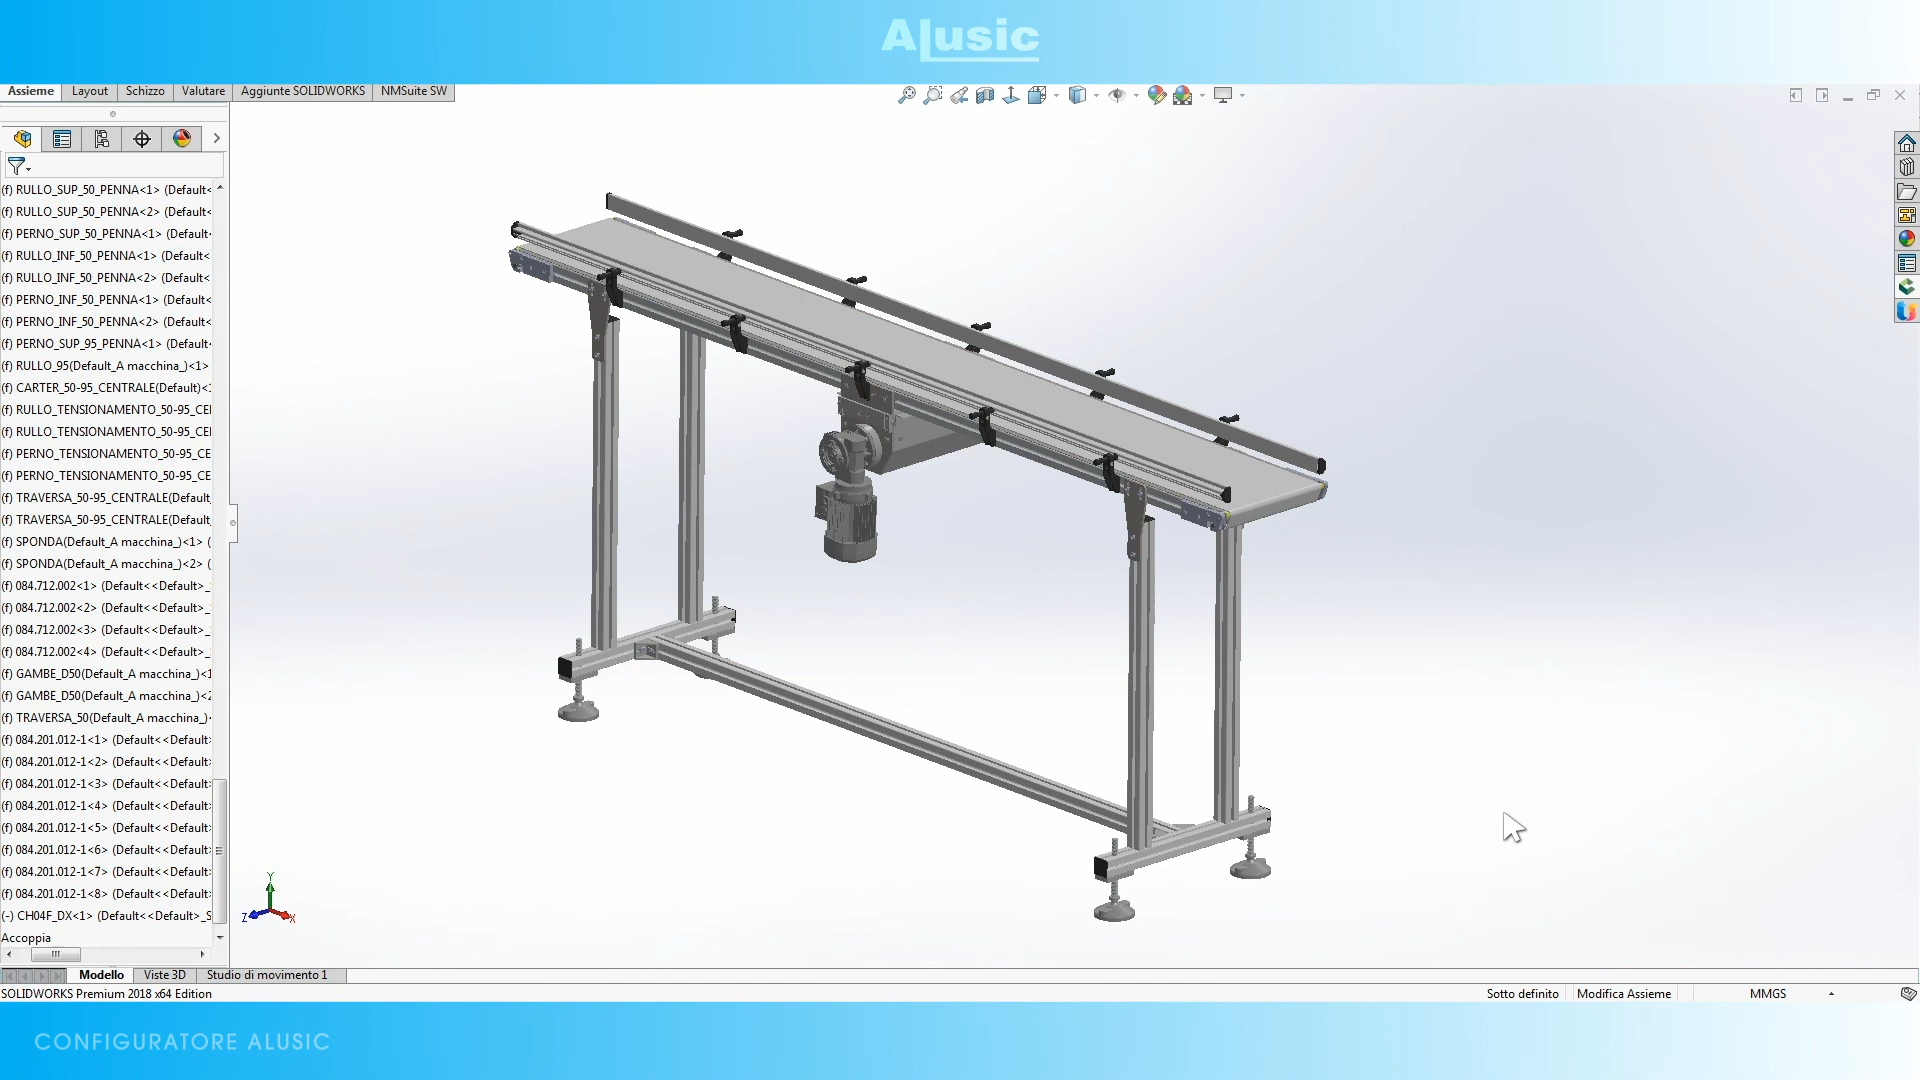 ALusic
Assieme
Layout
Schizzo
Valutare
Aggiunte SOLIDWORKS
NMSuite SW
(f) RULLO_SUP_50_PENNA<1> (Default<
(f) RULLO_SUP_50_PENNA<2> (Default<
(f) PERNO_SUP_50_PENNA<1> (Default<
(f) RULLO_INF_50_PENNA<1> (Default<
(f) RULLO_INF_50_PENNA<2> (Default<
(f) PERNO_INF_50_PENNA<1> (Default<
(f) PERNO_INF_50_PENNA<2> (Default<
(f) PERNO_SUP_95_PENNA<1> (Default<
(f) RULLO_95(Default_A macchina_)<1>
(f) CARTER_50-95_CENTRALE(Default)<1
(f) RULLO_TENSIONAMENTO_50-95_CE
(f) RULLO_TENSIONAMENTO_50-95_CE
(f) PERNO_TENSIONAMENTO_50-95_CE
(f) PERNO_TENSIONAMENTO_50-95_CE
(f) TRAVERSA_50-95_CENTRALE(Default_
(f) TRAVERSA_50-95_CENTRALE(Default_
(f) SPONDA(Default_A macchina_)<1> (
(f) SPONDA(Default_A macchina_)<2> (
(f) 084.712.002<1> (Default<<Default>_
(f) 084.712.002<2> (Default<<Default>_
(f) 084.712.002<3> (Default<<Default>_
(f) 084.712.002<4> (Default<<Default>_
(f) GAMBE_D50(Default_A macchina_)<1
(f) GAMBE_D50(Default_A macchina_)<2
(f) TRAVERSA_50(Default_A macchina_)<
(f) 084.201.012-1<1> (Default<<Default>
(f) 084.201.012-1<2> (Default<<Default>
(f) 084.201.012-1<3> (Default<<Default>
(f) 084.201.012-1<4> (Default<<Default>
(f) 084.201.012-1<5> (Default<<Default>
(f) 084.201.012-1<6> (Default<<Default>
(f) 084.201.012-1<7> (Default<<Default>
(f) 084.201.012-1<8> (Default<<Default>
(-) CH04F_DX<1> (Default<<Default>_S
Accoppia
Y
Z
X
Modello
Viste 3D
Studio di movimento 1
SOLIDWORKS Premium 2018 x64 Edition
Sotto definito
Modifica Assieme
MMGS
CONFIGURATORE ALUSIC